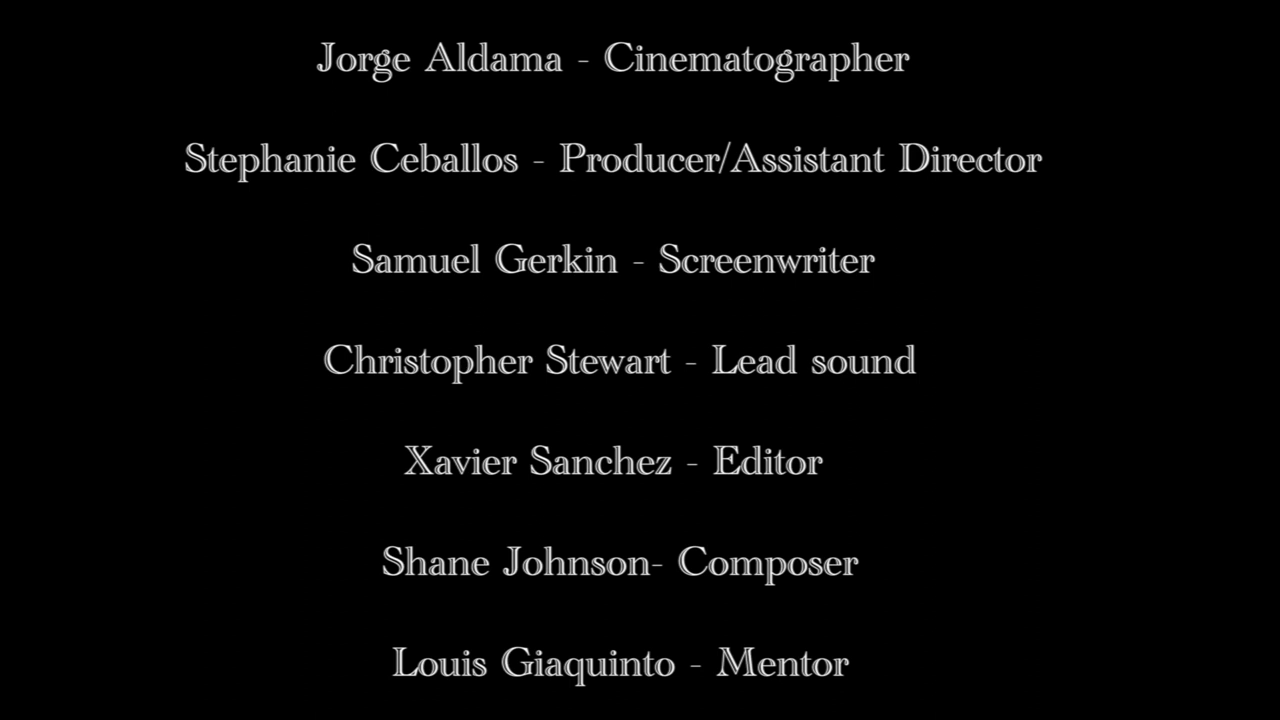 Jorge Aldama - Cinematographer
Stephanie Ceballos - Producer/Assistant Director
Samuel Gerkin - Screenwriter
Christopher Stewart - Lead sound
Xavier Sanchez - Editor
Shane Johnson- Composer
Louis Giaquinto - Mentor